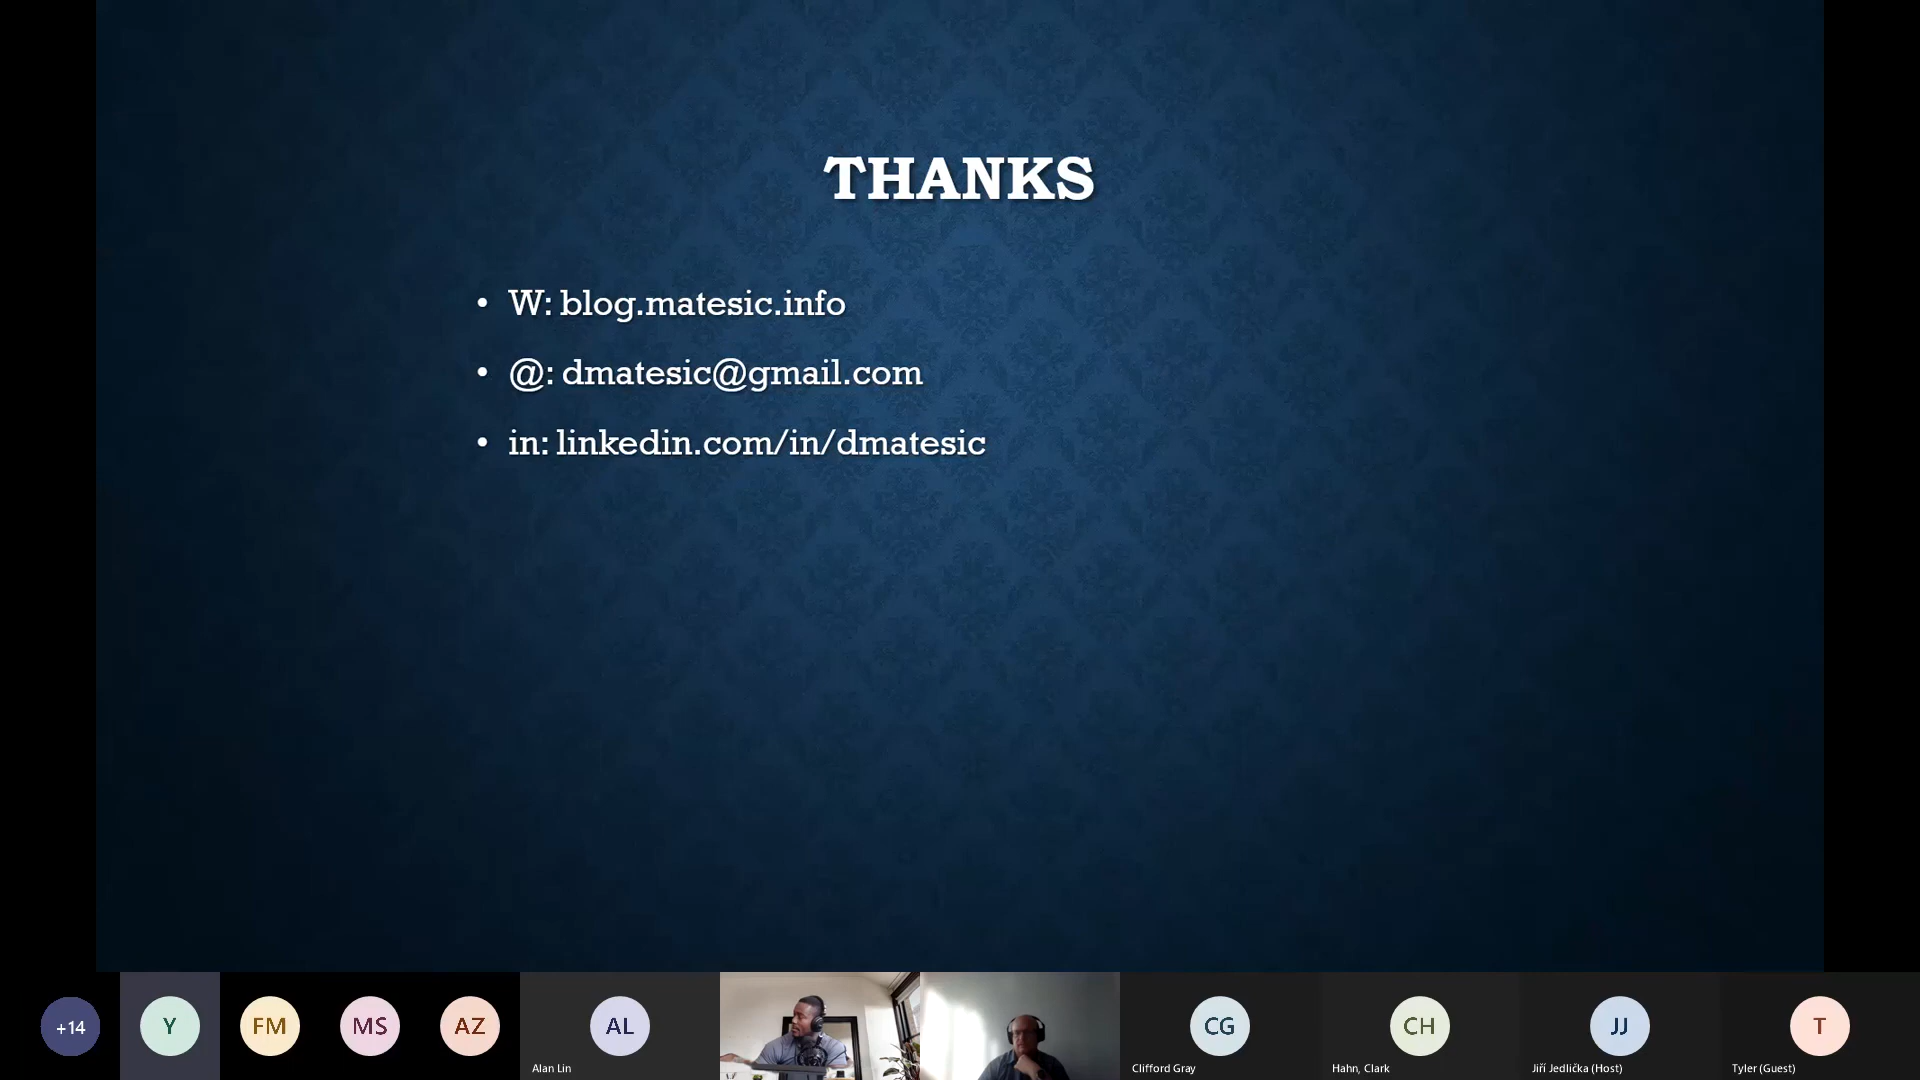 THANKS
• W: blog.matesic.info
• @: dmatesic@gmail.com
• in: linkedin.com/in/dmatesic
+14
Y
FM
MS
AZ
AL
CG
CH
JJ
T
Alan Lin
Clifford Gray
Hahn, Clark
Jiří Jedlička (Host)
Tyler (Guest)